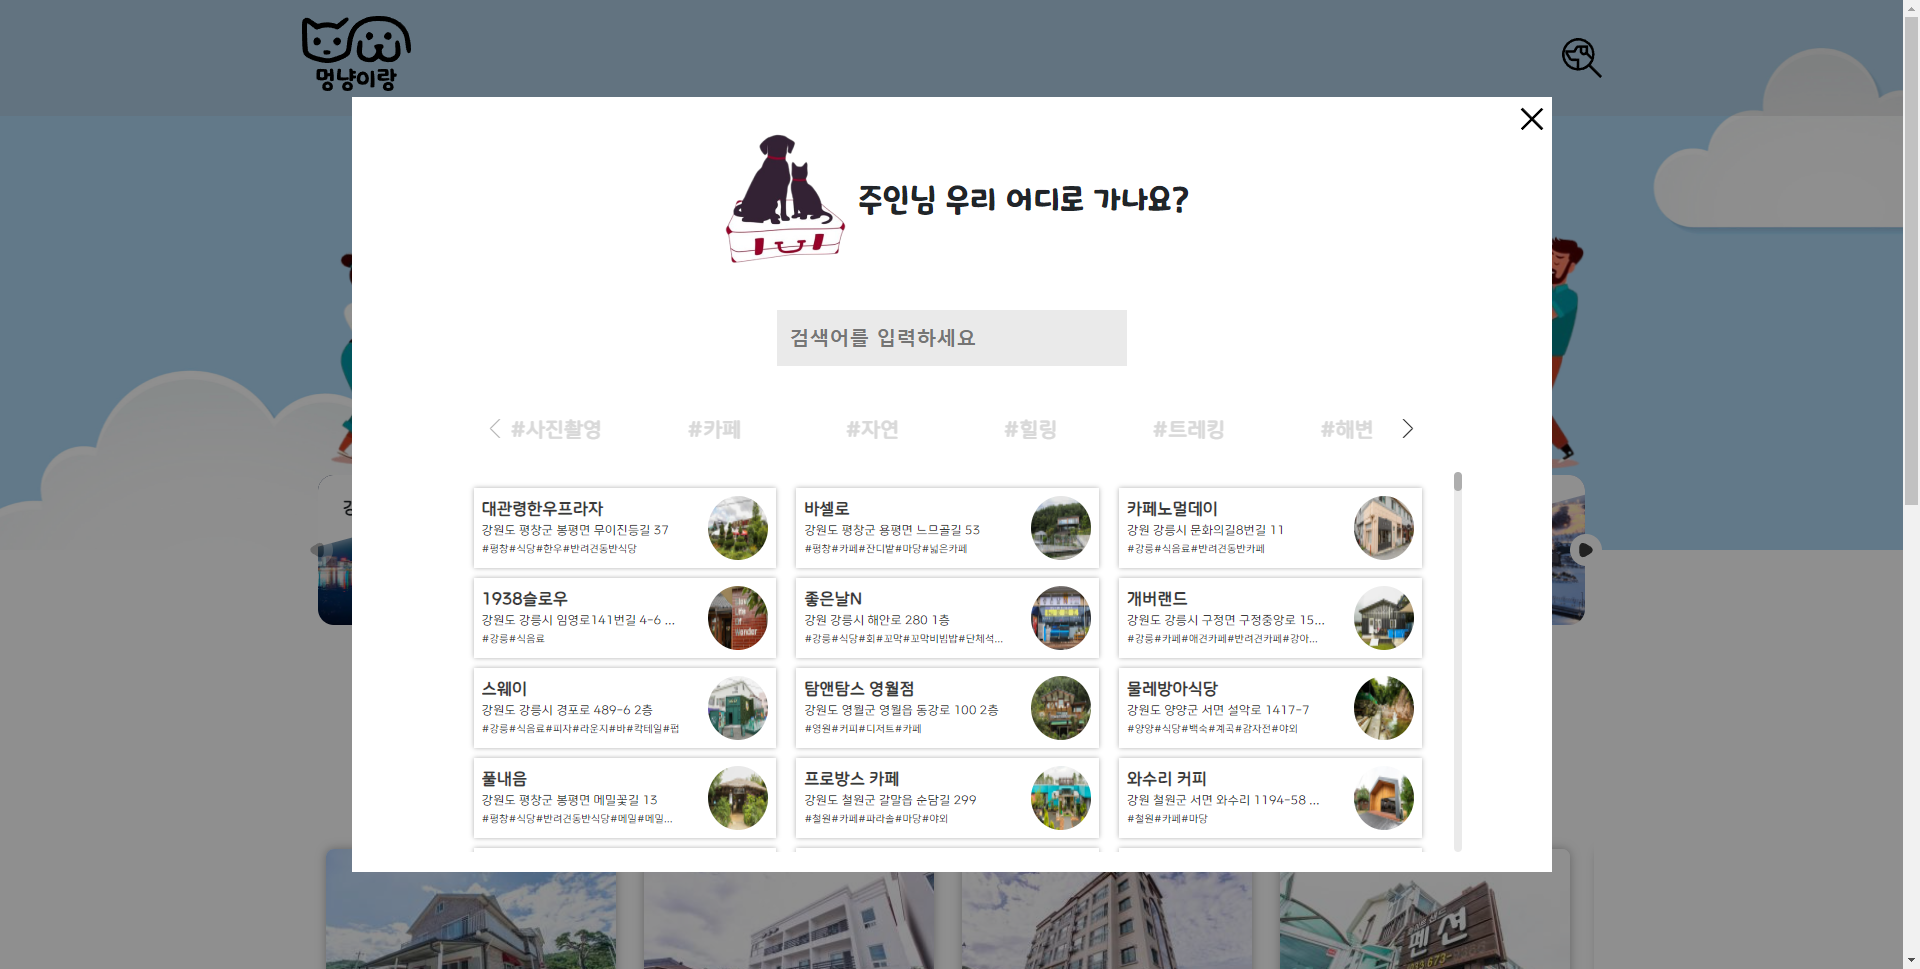 멍냥이랑
주인님 우리 어디로 가나요?
검색어를 입력하세요
#사진촬영 #카페 #자연 #힐링 #트레킹 #해변
대관령한우프라자
강원도 평창군 봉평면 무이진등길 37
#평창#식당#한우#반려견동반식당
바셀로
강원도 평창군 용평면 느므골길 53
#평창#카페#잔디밭#마당#넓은카페
카페노멀데이
강원 강릉시 문화의길8번길 11
#강릉#식음료#반려견동반카페
1938슬로우
강원도 강릉시 임영로141번길 4-6 ...
#강릉#식음료
좋은날N
강원 강릉시 해안로 280 1층
#강릉#식당#회#꼬막#꼬막비빔밥#단체석...
개버랜드
강원도 강릉시 구정면 구정중앙로 15...
#강릉#카페#애견카페#반려견카페#강아...
스웨이
강원도 강릉시 경포로 489-6 2층
#강릉#식음료#피자#라운지#바#칵테일#펍
탐앤탐스 영월점
강원도 영월군 영월읍 동강로 100 2층
#영원#커피#디저트#카페
물레방아식당
강원도 양양군 서면 설악로 1417-7
#양양#식당#백숙#계곡#감자전#야외
풀내음
강원도 평창군 봉평면 메밀꽃길 13
#평창#식당#반려견동반식당#메밀#메밀...
프로방스 카페
강원도 철원군 갈말읍 순담길 299
#철원#카페#파라솔#마당#야외
와수리 커피
강원 철원군 서면 와수리 1194-58 ...
#철원#카페#마당
펜션